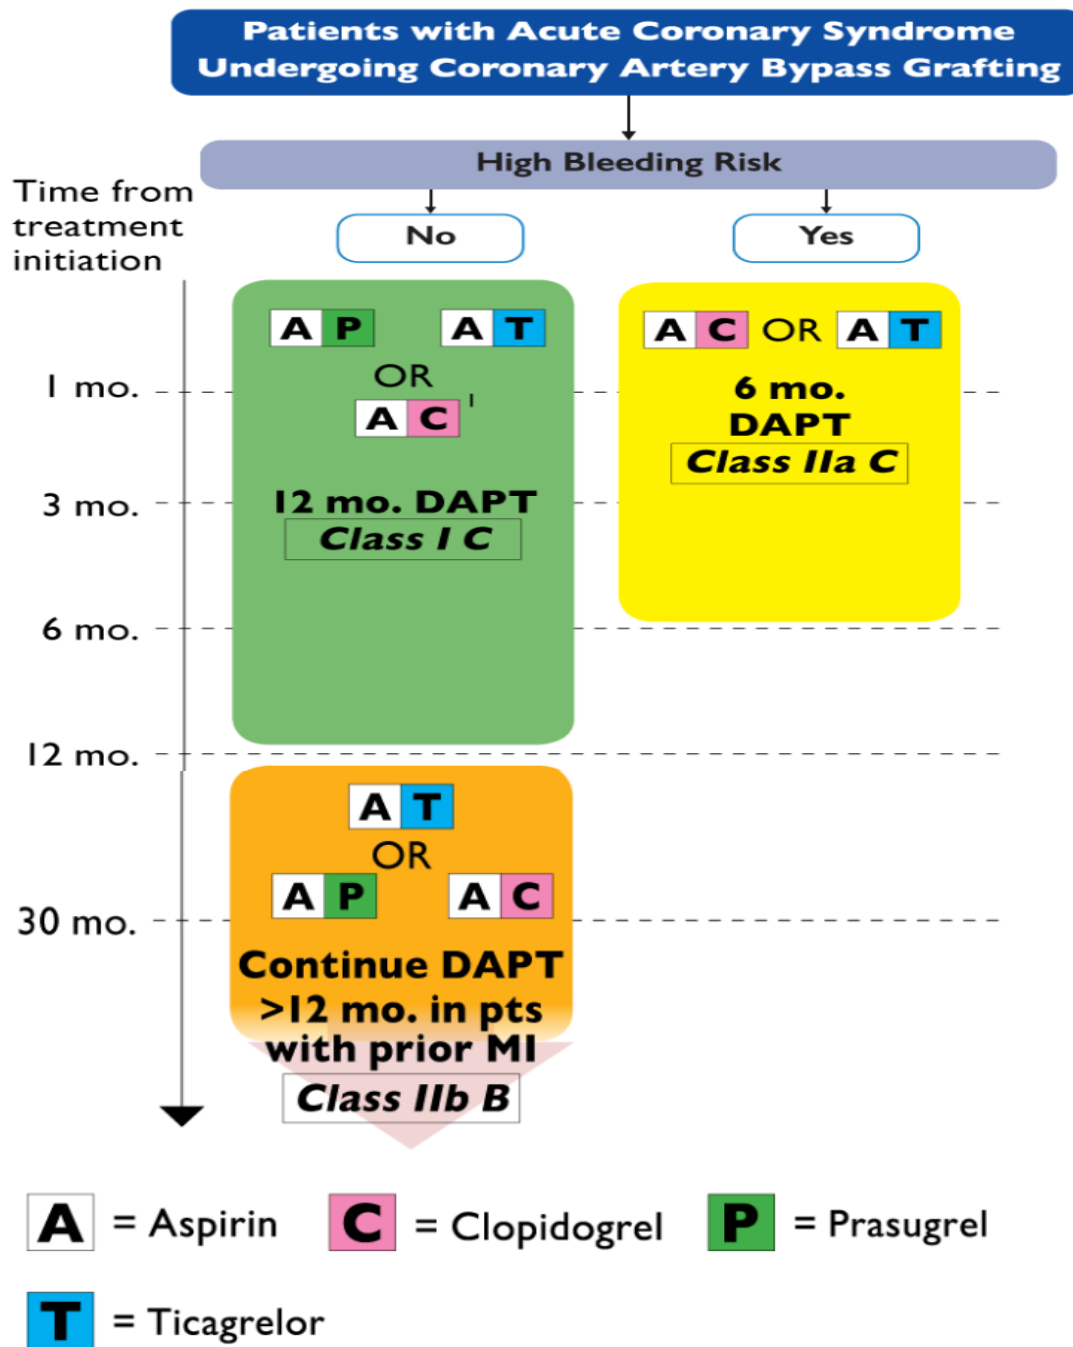 Patients with Acute Coronary Syndrome
Undergoing Coronary Artery Bypass Grafting
High Bleeding Risk
Time from
treatment
initiation
No
Yes
A P A T
OR
A C 1
12 mo. DAPT
Class I C
A C OR A T
6 mo.
DAPT
Class IIa C
1 mo.
3 mo.
6 mo.
12 mo.
30 mo.
A T
OR
A P A C
Continue DAPT
>12 mo. in pts
with prior MI
Class IIb B
A = Aspirin C = Clopidogrel P = Prasugrel
T = Ticagrelor